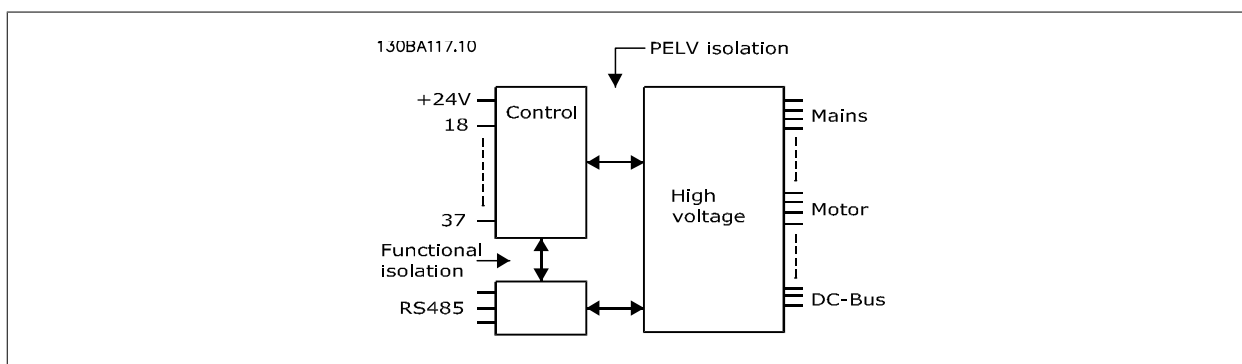 130BA117.10
PELV isolation
+24V
Control
18
Mains
High
voltage
37
Motor
Functional
isolation
RS485
DC-Bus